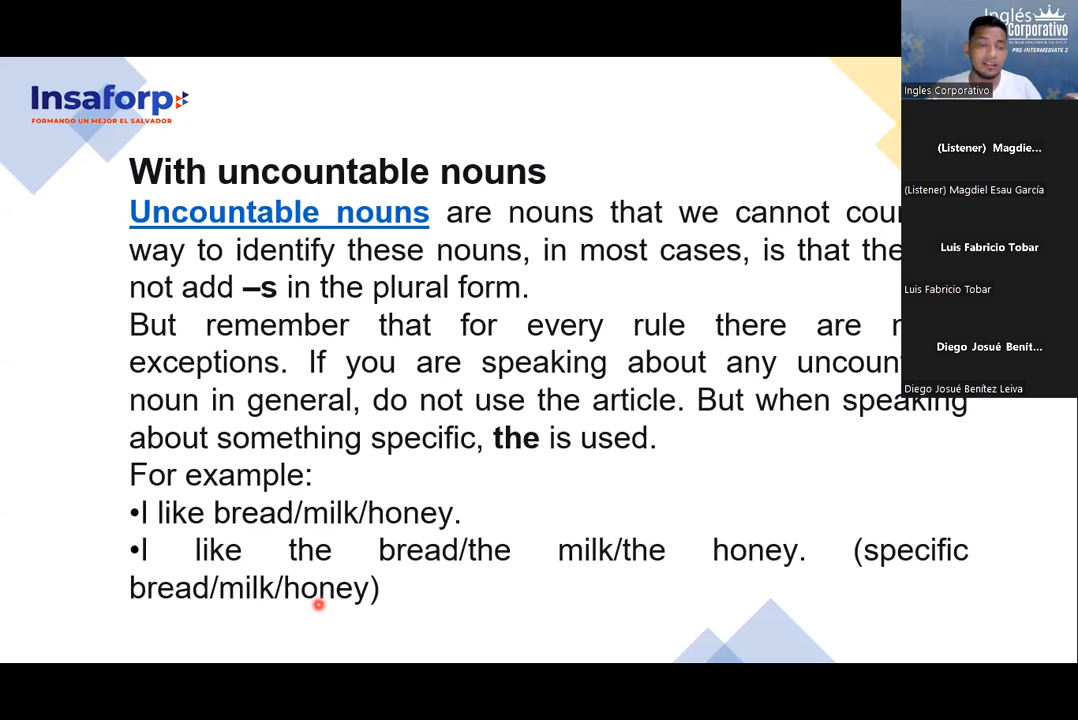 Insaforp
FORMANDO UN MEJOR EL SALVADOR
With uncountable nouns
Uncountable nouns are nouns that we cannot
way to identify these nouns, in most cases, is that
not add –s in the plural form.
But remember that for every rule there are
exceptions. If you are speaking about any
noun in general, do not use the article. But when speaking
about something specific, the is used.
For example:
•I like bread/milk/honey.
•I like the bread/the milk/the honey. (specific
bread/milk/honey)
Inglés
Corporativo
PRE-INTERMEDIATE 2
Ingles Corporativo
(Listener) Magdie...
(Listener) Magdiel Esau García
Luis Fabricio Tobar
Luis Fabricio Tobar
Diego Josué Benít...
Diego Josué Benítez Leiva